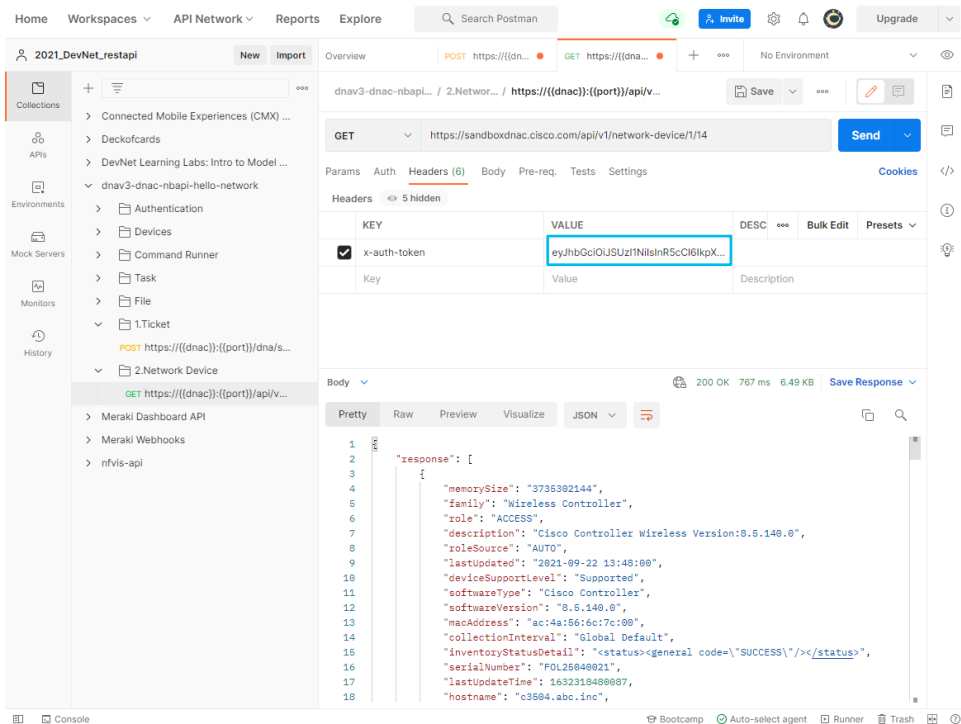 Home Workspaces API Network Reports Explore Search Postman Invite Upgrade
2021_DevNet_restapi New Import Overview POST https://{{dn... GET https://{{dna... No Environment
Collections
APIs
Environments
Mock Servers
Monitors
History
Connected Mobile Experiences (CMX) ...
Deckofcards
DevNet Learning Labs: Intro to Model ...
dnav3-dnac-nbapi-hello-network
Authentication
Devices
Command Runner
Task
File
1.Ticket
POST https://{{dnac}}:{{port}}/dna/s...
2.Network Device
GET https://{{dnac}}:{{port}}/api/v...
Meraki Dashboard API
Meraki Webhooks
nfvis-api
dnav3-dnac-nbapi... / 2.Networ... / https://{{dnac}}:{{port}}/api/v... Save
GET https://sandboxdnac.cisco.com/api/v1/network-device/1/14 Send
Params Auth Headers (6) Body Pre-req. Tests Settings Cookies
Headers 5 hidden
KEY VALUE DESC Bulk Edit Presets
x-auth-token eyJhbGciOiJSUzI1NiIsInR5cCI6IkpX...
Key Value Description
Body 200 OK 767 ms 6.49 KB Save Response
Pretty Raw Preview Visualize JSON
1 {
2 "response": [
3 {
4 "memorySize": "3735302144",
5 "family": "Wireless Controller",
6 "role": "ACCESS",
7 "description": "Cisco Controller Wireless Version:8.5.140.0",
8 "roleSource": "AUTO",
9 "lastUpdated": "2021-09-22 13:48:00",
10 "deviceSupportLevel": "Supported",
11 "softwareType": "Cisco Controller",
12 "softwareVersion": "8.5.140.0",
13 "macAddress": "ac:4a:56:6c:7c:00",
14 "collectionInterval": "Global Default",
15 "inventoryStatusDetail": "<status><general code=\"SUCCESS\"/></status>",
16 "serialNumber": "FOL25040021",
17 "lastUpdateTime": 1632318480087,
18 "hostname": "c3504.abc.inc",
Console Bootcamp Auto-select agent Runner Trash